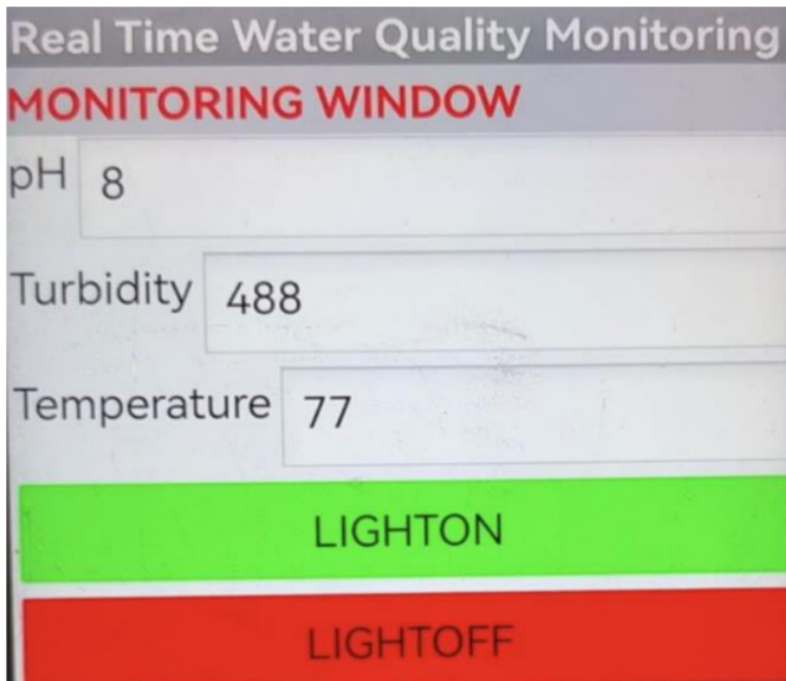 Real Time Water Quality Monitoring
MONITORING WINDOW
pH 8
Turbidity 488
Temperature 77
LIGHTON
LIGHTOFF